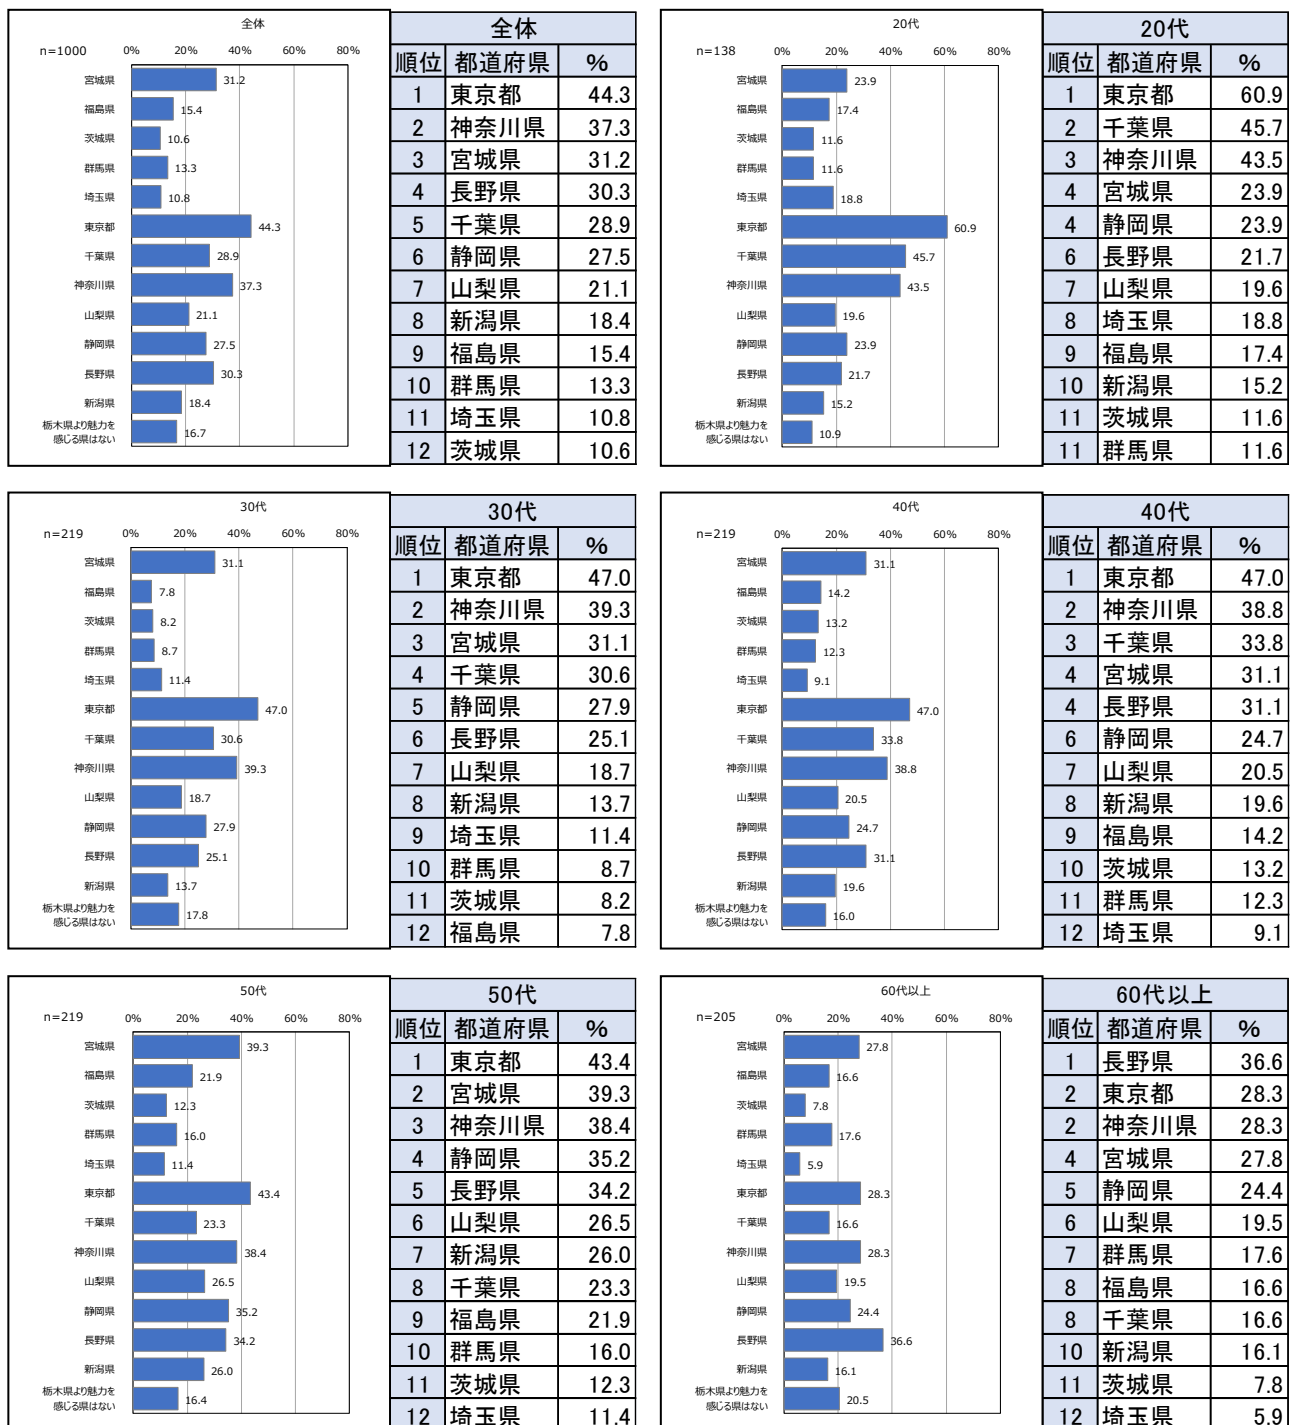 全体
n=1000 0% 20% 40% 60% 80%
宮城県 31.2
福島県 15.4
茨城県 10.6
群馬県 13.3
埼玉県 10.8
東京都 44.3
千葉県 28.9
神奈川県 37.3
山梨県 21.1
静岡県 27.5
長野県 30.3
新潟県 18.4
栃木県より魅力を
感じる県はない 16.7
全体
順位 都道府県 %
1 東京都 44.3
2 神奈川県 37.3
3 宮城県 31.2
4 長野県 30.3
5 千葉県 28.9
6 静岡県 27.5
7 山梨県 21.1
8 新潟県 18.4
9 福島県 15.4
10 群馬県 13.3
11 埼玉県 10.8
12 茨城県 10.6
20代
n=138 0% 20% 40% 60% 80%
宮城県 23.9
福島県 17.4
茨城県 11.6
群馬県 11.6
埼玉県 18.8
東京都 60.9
千葉県 45.7
神奈川県 43.5
山梨県 19.6
静岡県 23.9
長野県 21.7
新潟県 15.2
栃木県より魅力を
感じる県はない 10.9
20代
順位 都道府県 %
1 東京都 60.9
2 千葉県 45.7
3 神奈川県 43.5
4 宮城県 23.9
4 静岡県 23.9
6 長野県 21.7
7 山梨県 19.6
8 埼玉県 18.8
9 福島県 17.4
10 新潟県 15.2
11 茨城県 11.6
11 群馬県 11.6
30代
n=219 0% 20% 40% 60% 80%
宮城県 31.1
福島県 7.8
茨城県 8.2
群馬県 8.7
埼玉県 11.4
東京都 47.0
千葉県 30.6
神奈川県 39.3
山梨県 18.7
静岡県 27.9
長野県 25.1
新潟県 13.7
栃木県より魅力を
感じる県はない 17.8
30代
順位 都道府県 %
1 東京都 47.0
2 神奈川県 39.3
3 宮城県 31.1
4 千葉県 30.6
5 静岡県 27.9
6 長野県 25.1
7 山梨県 18.7
8 新潟県 13.7
9 埼玉県 11.4
10 群馬県 8.7
11 茨城県 8.2
12 福島県 7.8
40代
n=219 0% 20% 40% 60% 80%
宮城県 31.1
福島県 14.2
茨城県 13.2
群馬県 12.3
埼玉県 9.1
東京都 47.0
千葉県 33.8
神奈川県 38.8
山梨県 20.5
静岡県 24.7
長野県 31.1
新潟県 19.6
栃木県より魅力を
感じる県はない 16.0
40代
順位 都道府県 %
1 東京都 47.0
2 神奈川県 38.8
3 千葉県 33.8
4 宮城県 31.1
4 長野県 31.1
6 静岡県 24.7
7 山梨県 20.5
8 新潟県 19.6
9 福島県 14.2
10 茨城県 13.2
11 群馬県 12.3
12 埼玉県 9.1
50代
n=219 0% 20% 40% 60% 80%
宮城県 39.3
福島県 21.9
茨城県 12.3
群馬県 16.0
埼玉県 11.4
東京都 43.4
千葉県 23.3
神奈川県 38.4
山梨県 26.5
静岡県 35.2
長野県 34.2
新潟県 26.0
栃木県より魅力を
感じる県はない 16.4
50代
順位 都道府県 %
1 東京都 43.4
2 宮城県 39.3
3 神奈川県 38.4
4 静岡県 35.2
5 長野県 34.2
6 山梨県 26.5
7 新潟県 26.0
8 千葉県 23.3
9 福島県 21.9
10 群馬県 16.0
11 茨城県 12.3
12 埼玉県 11.4
60代以上
n=205 0% 20% 40% 60% 80%
宮城県 27.8
福島県 16.6
茨城県 7.8
群馬県 17.6
埼玉県 5.9
東京都 28.3
千葉県 16.6
神奈川県 28.3
山梨県 19.5
静岡県 24.4
長野県 36.6
新潟県 16.1
栃木県より魅力を
感じる県はない 20.5
60代以上
順位 都道府県 %
1 長野県 36.6
2 東京都 28.3
2 神奈川県 28.3
4 宮城県 27.8
5 静岡県 24.4
6 山梨県 19.5
7 群馬県 17.6
8 福島県 16.6
8 千葉県 16.6
10 新潟県 16.1
11 茨城県 7.8
12 埼玉県 5.9